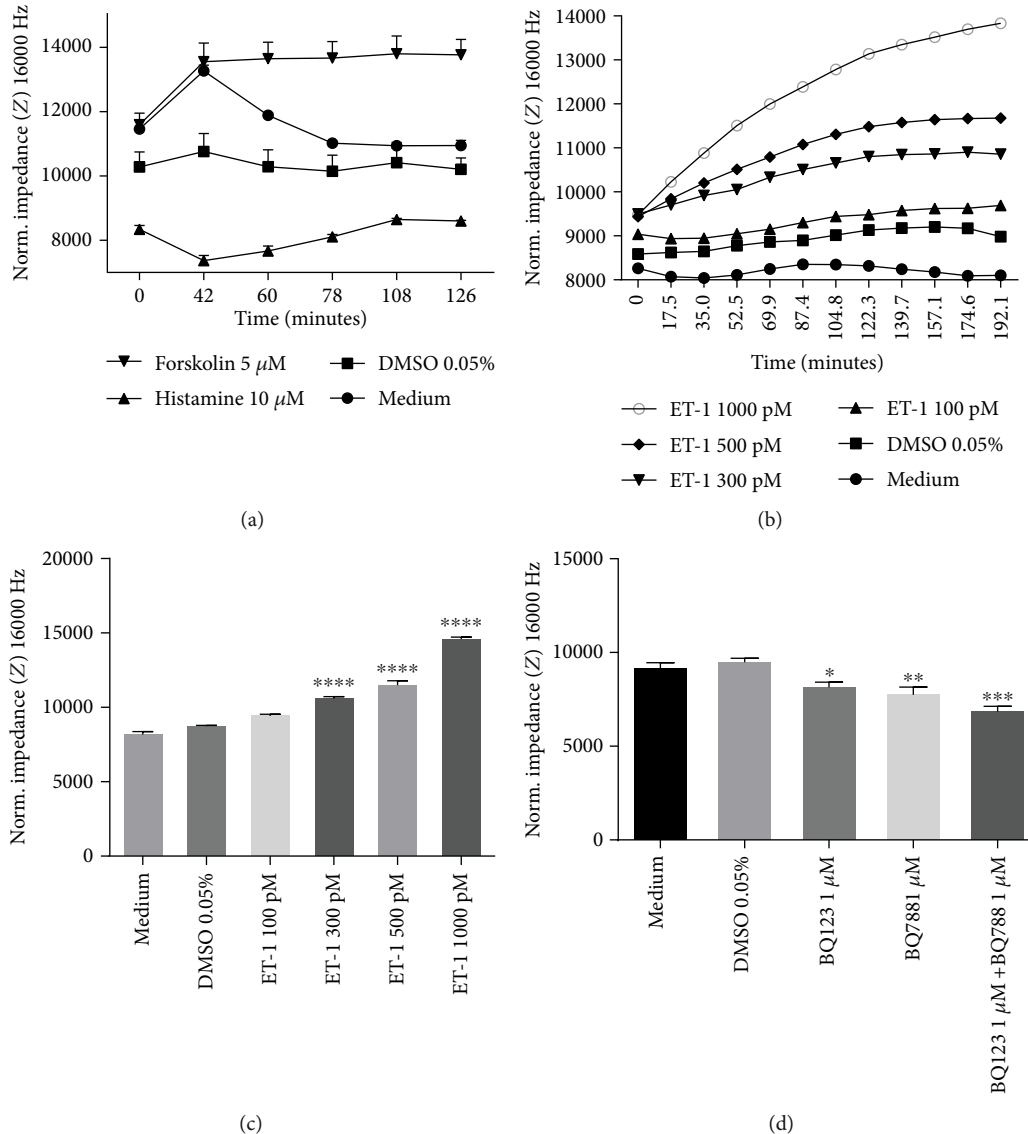 Norm. impedance (Z) 16000 Hz
14000
12000
10000
8000
0 42 60 78 108 126
Time (minutes)
Forskolin 5 μM
DMSO 0.05%
Histamine 10 μM
Medium
(a)
Norm. impedance (Z) 16000 Hz
14000
13000
12000
11000
10000
9000
8000
0
17.5
35.0
52.5
69.9
87.4
104.8
122.3
139.7
157.1
174.6
192.1
Time (minutes)
ET-1 1000 pM
ET-1 100 pM
ET-1 500 pM
DMSO 0.05%
ET-1 300 pM
Medium
(b)
Norm. impedance (Z) 16000 Hz
20000
15000
10000
5000
0
****
****
****
Medium
DMSO 0.05%
ET-1 100 pM
ET-1 300 pM
ET-1 500 pM
ET-1 1000 pM
(c)
Norm. impedance (Z) 16000 Hz
15000
10000
5000
0
*
**
***
Medium
DMSO 0.05%
BQ123 1 μM
BQ7881 μM
BQ123 1 μM +BQ788 1 μM
(d)